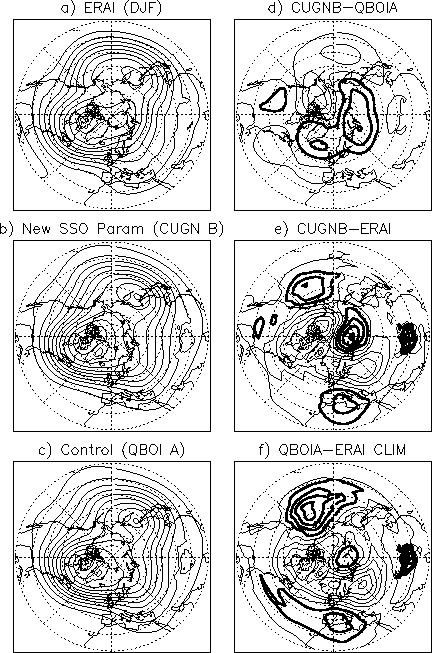 a) ERAI (DJF)
d) CUGNB−QBOIA
b) New SSO Param (CUGN B)
e) CUGNB−ERAI
c) Control (QBOI A)
f) QBOIA−ERAI CLIM